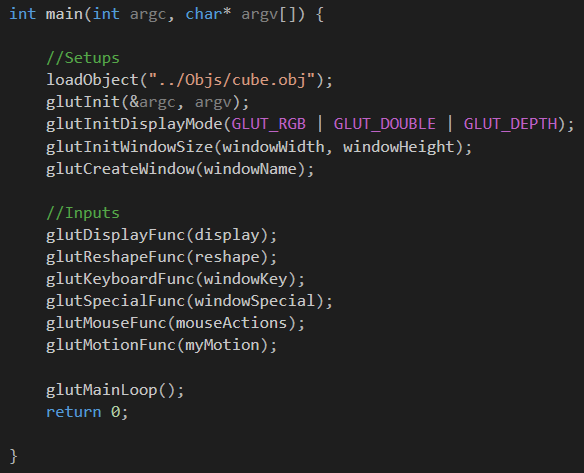 int main(int argc, char* argv[]) {
//Setups
loadObject("../Objs/cube.obj");
glutInit(&argc, argv);
glutInitDisplayMode(GLUT_RGB | GLUT_DOUBLE | GLUT_DEPTH);
glutInitWindowSize(windowWidth, windowHeight);
glutCreateWindow(windowName);
//Inputs
glutDisplayFunc(display);
glutReshapeFunc(reshape);
glutKeyboardFunc(windowKey);
glutSpecialFunc(windowSpecial);
glutMouseFunc(mouseActions);
glutMotionFunc(myMotion);
glutMainLoop();
return 0;
}